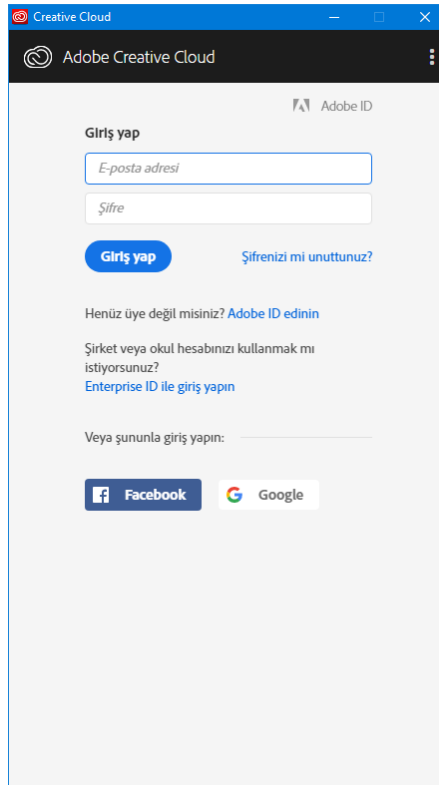 Creative Cloud
Adobe Creative Cloud
Adobe ID
Giriş yap
E-posta adresi
Şifre
Giriş yap
Şifrenizi mi unuttunuz?
Henüz üye değil misiniz? Adobe ID edinin
Şirket veya okul hesabınızı kullanmak mı
istiyorsunuz?
Enterprise ID ile giriş yapın
Veya şununla giriş yapın:
Facebook
Google